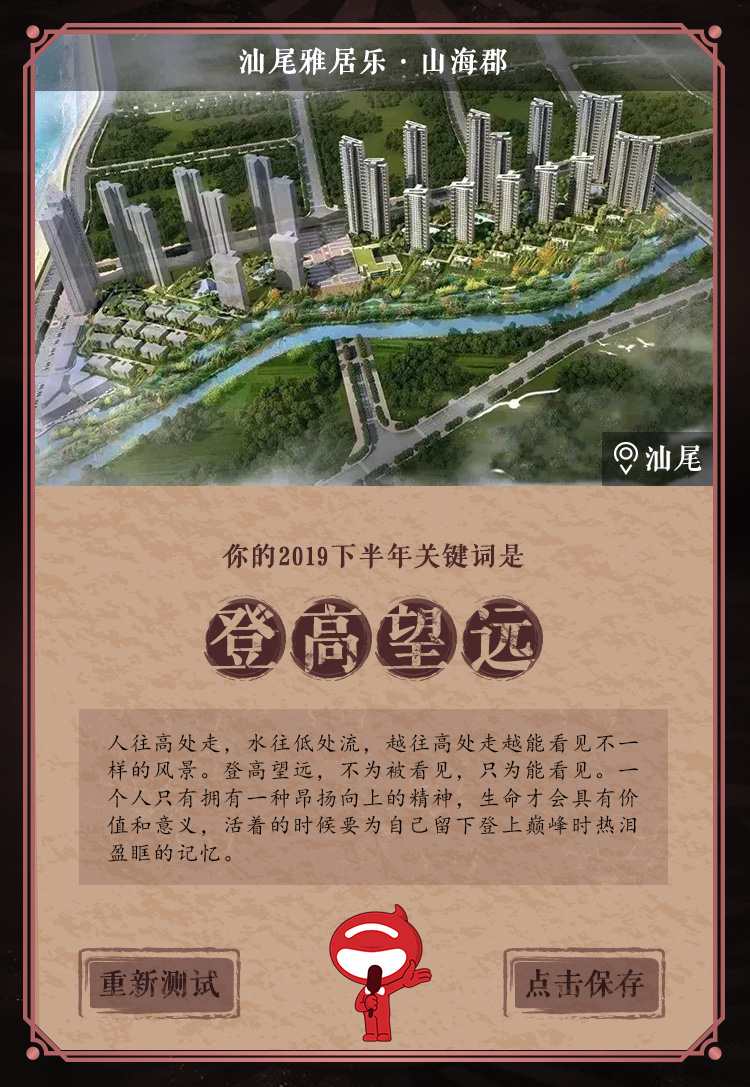 汕尾雅居乐·山海郡
汕尾
你的2019下半年关键词是
登高望远
人往高处走，水往低处流，越往高处走越能看见不一
样的风景。登高望远，不为被看见，只为能看见。一
个人只有拥有一种昂扬向上的精神，生命才会具有价
值和意义，活着的时候要为自己留下登上巅峰时热泪
盈眶的记忆。
重新测试
点击保存